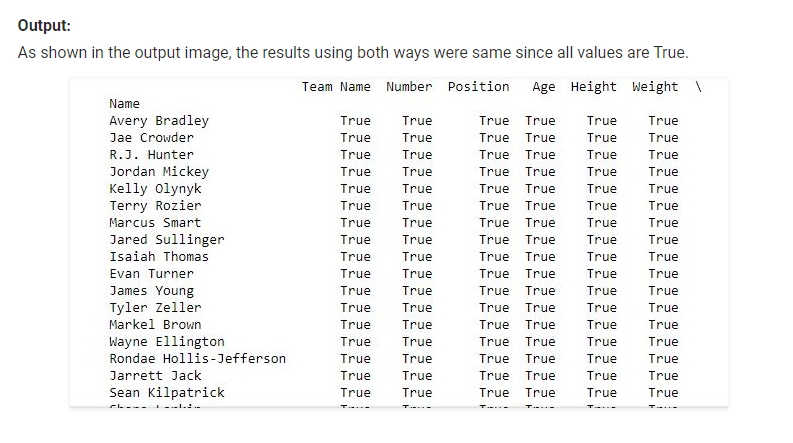 Output:
As shown in the output image, the results using both ways were same since all values are True.
Team Name Number Position Age Height Weight \
Name
Avery Bradley True True True True True True
Jae Crowder True True True True True True
R.J. Hunter True True True True True True
Jordan Mickey True True True True True True
Kelly Olynyk True True True True True True
Terry Rozier True True True True True True
Marcus Smart True True True True True True
Jared Sullinger True True True True True True
Isaiah Thomas True True True True True True
Evan Turner True True True True True True
James Young True True True True True True
Tyler Zeller True True True True True True
Markel Brown True True True True True True
Wayne Ellington True True True True True True
Rondae Hollis-Jefferson True True True True True True
Jarrett Jack True True True True True True
Sean Kilpatrick True True True True True True